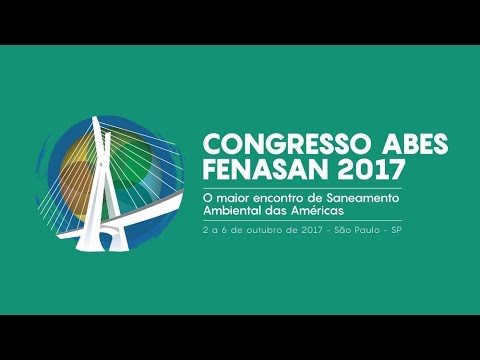 CONGRESSO ABES
FENASAN 2017
O maior encontro de Saneamento
Ambiental das Américas
2 a 6 de outubro de 2017 - São Paulo - SP